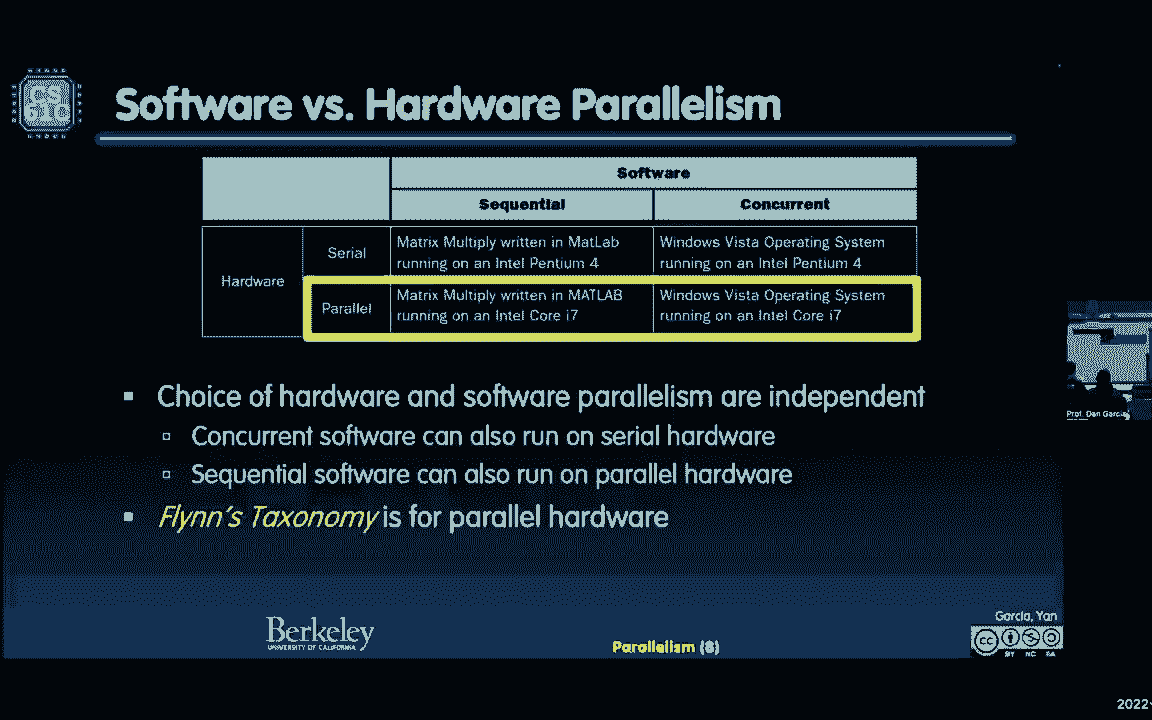 CS
61C
Software vs. Hardware Parallelism
Software
Sequential
Concurrent
Hardware
Serial
Matrix Multiply written in MatLab
running on an Intel Pentium 4
Windows Vista Operating System
running on an Intel Pentium 4
Parallel
Matrix Multiply written in MATLAB
running on an Intel Core i7
Windows Vista Operating System
running on an Intel Core i7
Choice of hardware and software parallelism are independent
Concurrent software can also run on serial hardware
Sequential software can also run on parallel hardware
Flynn's Taxonomy is for parallel hardware
Prof. Dan Garcia
Berkeley
UNIVERSITY OF CALIFORNIA
Parallelism (8)
Garcia, Yan
cc
BY NC SA
2022-